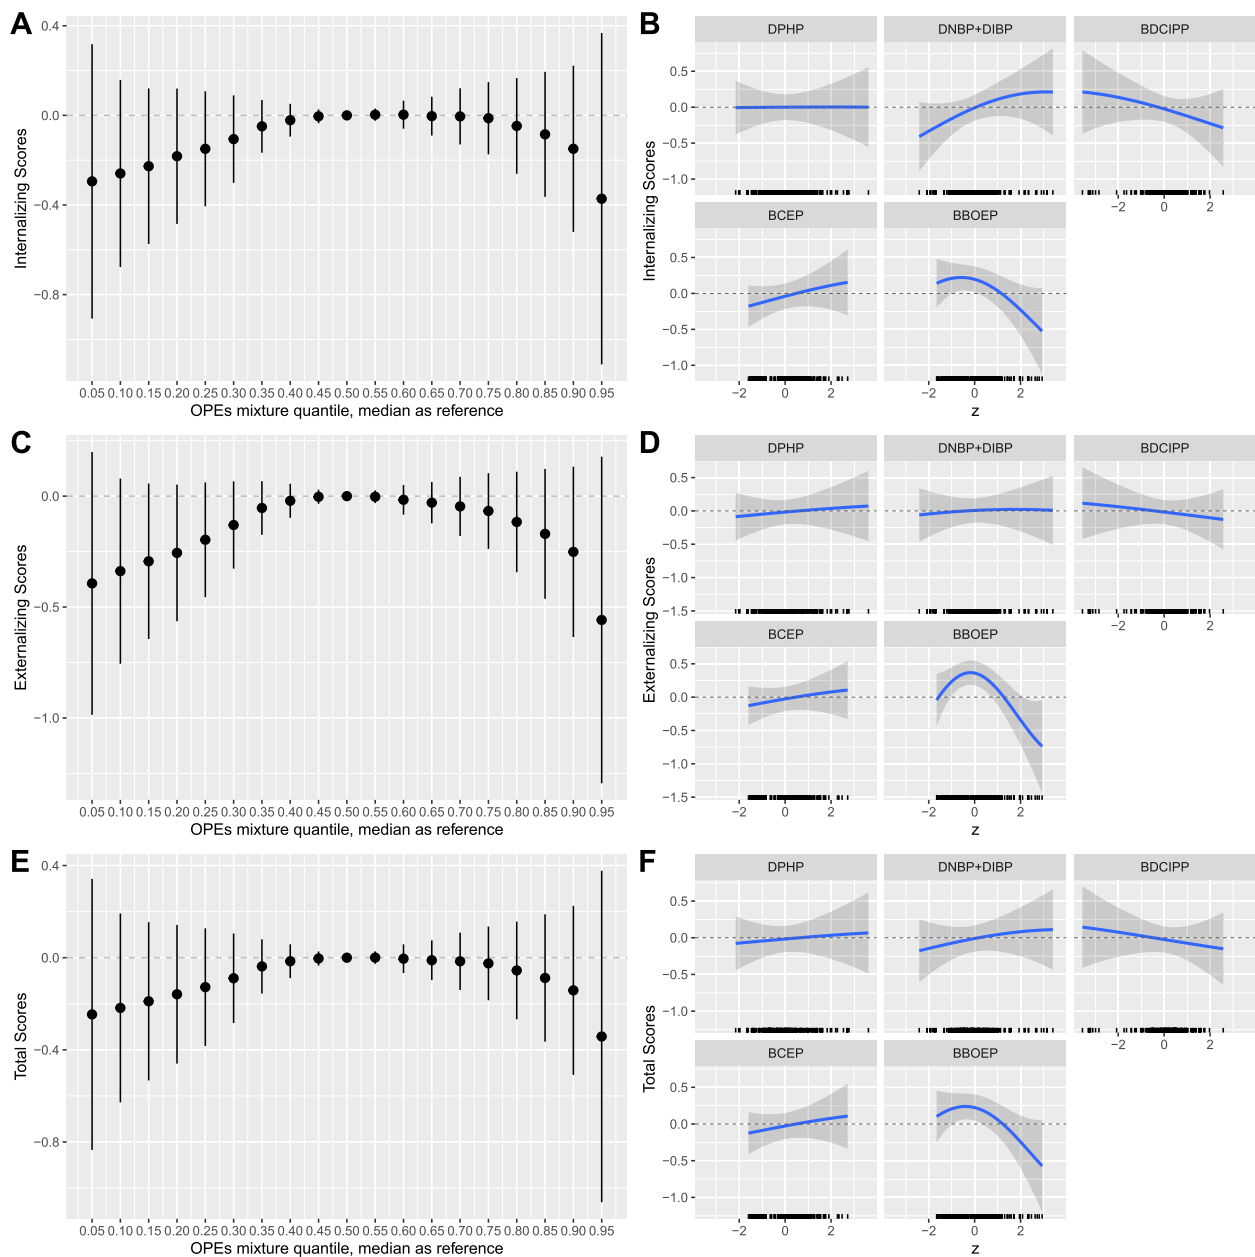 A
0.4
0.0
−0.4
−0.8
Internalizing Scores
0.05 0.10 0.15 0.20 0.25 0.30 0.35 0.40 0.45 0.50 0.55 0.60 0.65 0.70 0.75 0.80 0.85 0.90 0.95
OPEs mixture quantile, median as reference
B
DPHP DNBP+DIBP BDCIPP
0.5
0.0
−0.5
−1.0
−2 0 2
Internalizing Scores
BCEP BBOEP
0.5
0.0
−0.5
−1.0
−2 0 2 −2 0 2
z
C
0.0
−0.5
−1.0
Externalizing Scores
0.05 0.10 0.15 0.20 0.25 0.30 0.35 0.40 0.45 0.50 0.55 0.60 0.65 0.70 0.75 0.80 0.85 0.90 0.95
OPEs mixture quantile, median as reference
D
DPHP DNBP+DIBP BDCIPP
0.5
0.0
−0.5
−1.0
−1.5
−2 0 2
Externalizing Scores
BCEP BBOEP
0.5
0.0
−0.5
−1.0
−1.5
−2 0 2 −2 0 2
z
E
0.4
0.0
−0.4
−0.8
Total Scores
0.05 0.10 0.15 0.20 0.25 0.30 0.35 0.40 0.45 0.50 0.55 0.60 0.65 0.70 0.75 0.80 0.85 0.90 0.95
OPEs mixture quantile, median as reference
F
DPHP DNBP+DIBP BDCIPP
0.5
0.0
−0.5
−1.0
−2 0 2
Total Scores
BCEP BBOEP
0.5
0.0
−0.5
−1.0
−2 0 2 −2 0 2
z